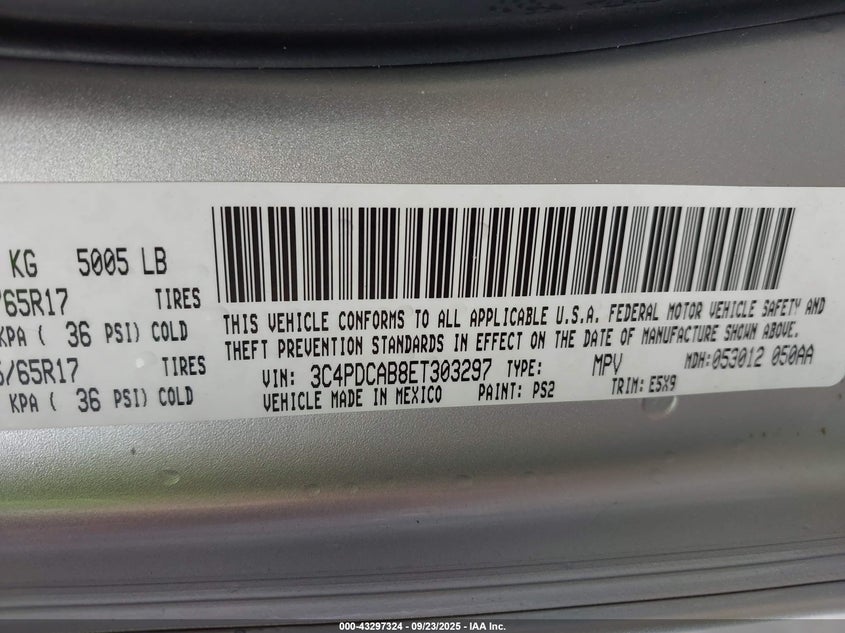 KG 5005 LB
/65R17 TIRES
KPA ( 36 PSI) COLD
/65R17 TIRES
KPA ( 36 PSI) COLD
THIS VEHICLE CONFORMS TO ALL APPLICABLE U.S.A. FEDERAL MOTOR VEHICLE SAFETY AND
THEFT PREVENTION STANDARDS IN EFFECT ON THE DATE OF MANUFACTURE SHOWN ABOVE.
VIN: 3C4PDCAB8ET303297 TYPE: MPV MDH:053012 050AA
VEHICLE MADE IN MEXICO PAINT: PS2 TRIM: E5X9
000-43297324 | 09/23/2025 - IAA Inc.